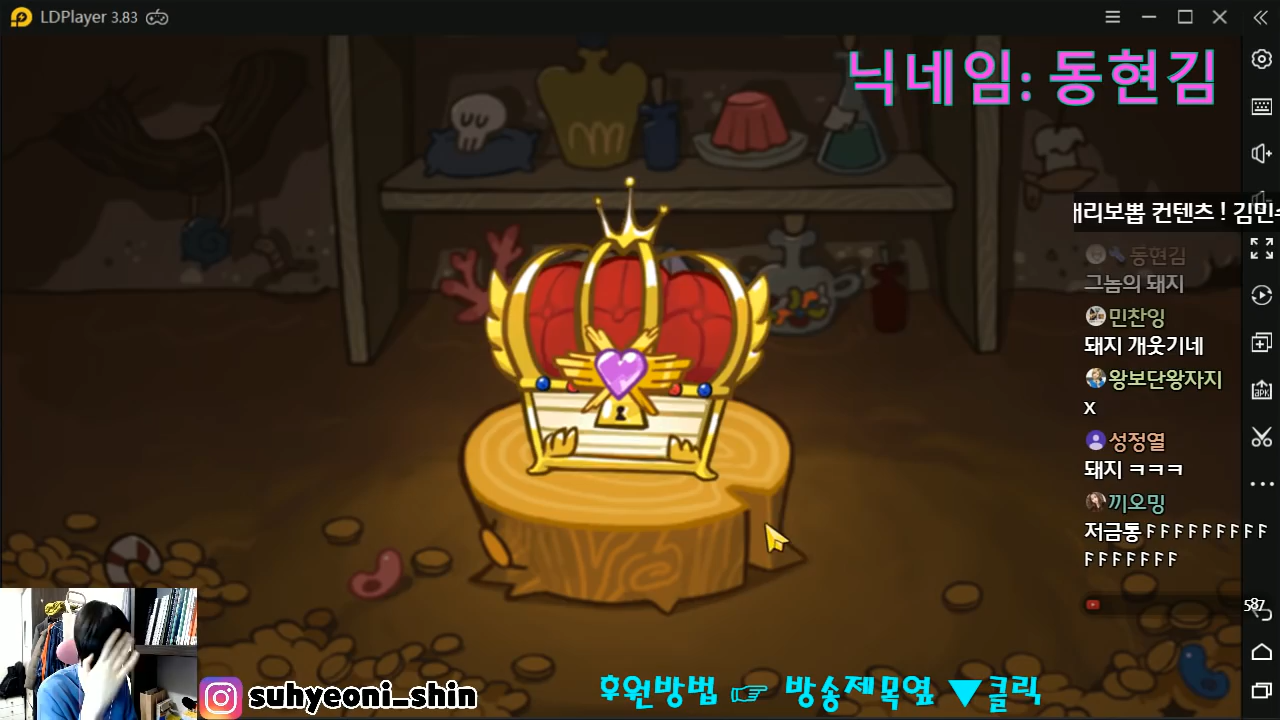 LDPlayer 3.83
닉네임: 동현김
대리보뽑 컨텐츠 ! 김민수
동현김
그놈의 돼지
민찬잉
돼지 개웃기네
왕보단왕자지
x
성정열
돼지 ㅋㅋㅋ
끼오밍
저금통ㅑㅑㅑㅑㅑㅑㅑㅑㅑ
ㅑㅑㅑㅑㅑㅑㅑ
587
suhyeoni_shin
후원방법 ☞ 방송제목옆 ▼클릭
APK